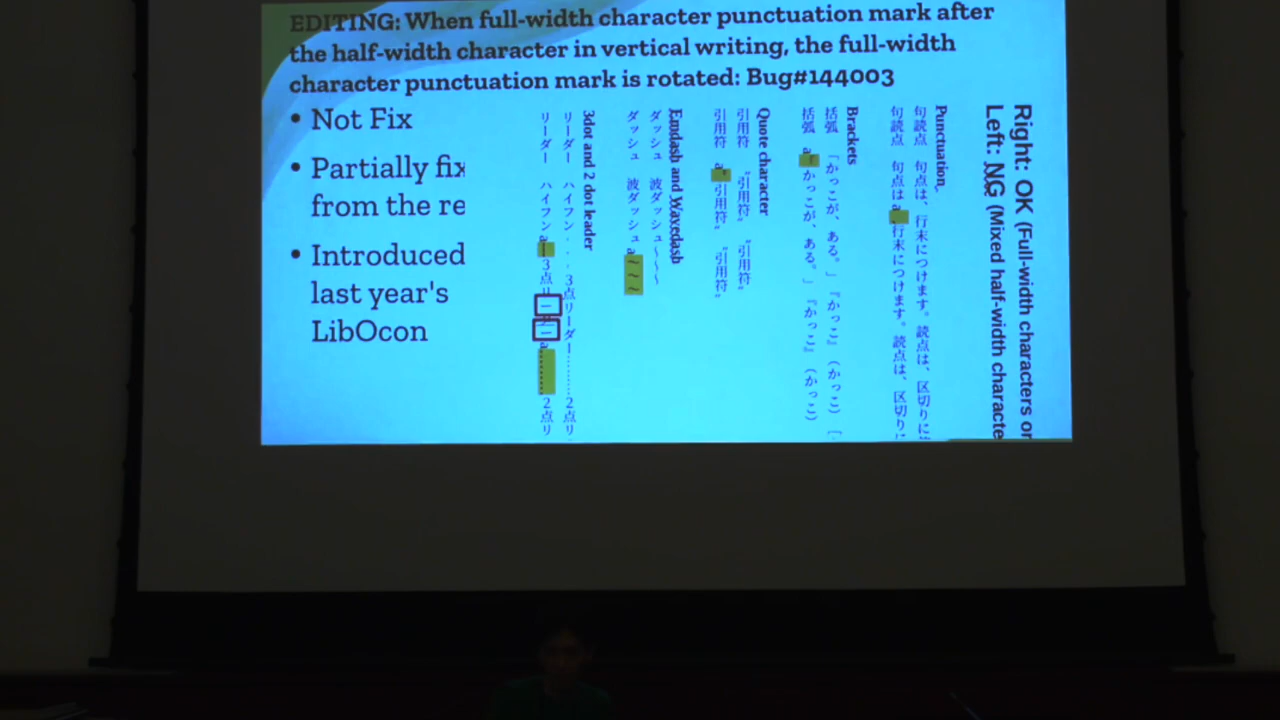 EDITING: When full-width character punctuation mark after
the half-width character in vertical writing, the full-width
character punctuation mark is rotated: Bug#144003
• Not Fix
• Partially fix
from the re
• Introduced
last year's
LibOcon
Right: OK (Full-width characters or
Left: NG (Mixed half-width characte
Punctuation,
句読点 句点は、行末につけます。読点は、区切りに
句読点 句点はa、行末につけます。読点は、区切りに
Brackets
括弧 「かっこが、ある。」『かっこ』(かっこ)
括弧 a「かっこが、ある。」『かっこ』(かっこ)
Quote character
引用符 "引用符" "引用符"
引用符 a"引用符" "引用符"
Emdash and Wavedash
ダッシュ 波ダッシュ~~~
ダッシュ 波ダッシュa~~~
3dot and 2 dot leader
リーダー ハイフン‥3点リーダー………2点リ
リーダー ハイフンa
2点リ